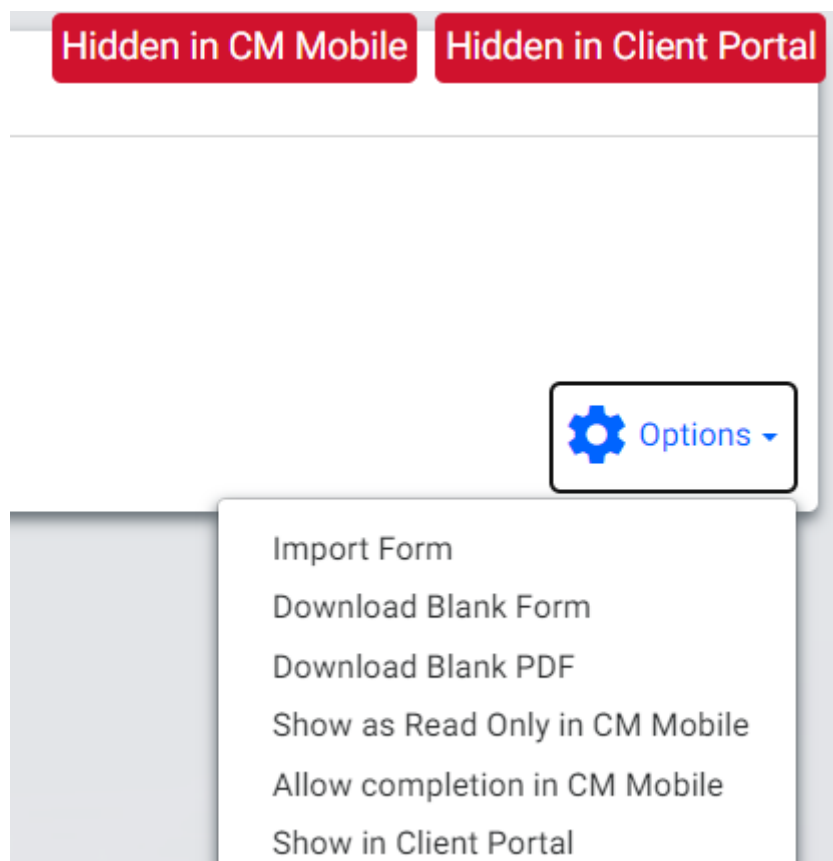 Hidden in CM Mobile Hidden in Client Portal
Options
Import Form
Download Blank Form
Download Blank PDF
Show as Read Only in CM Mobile
Allow completion in CM Mobile
Show in Client Portal